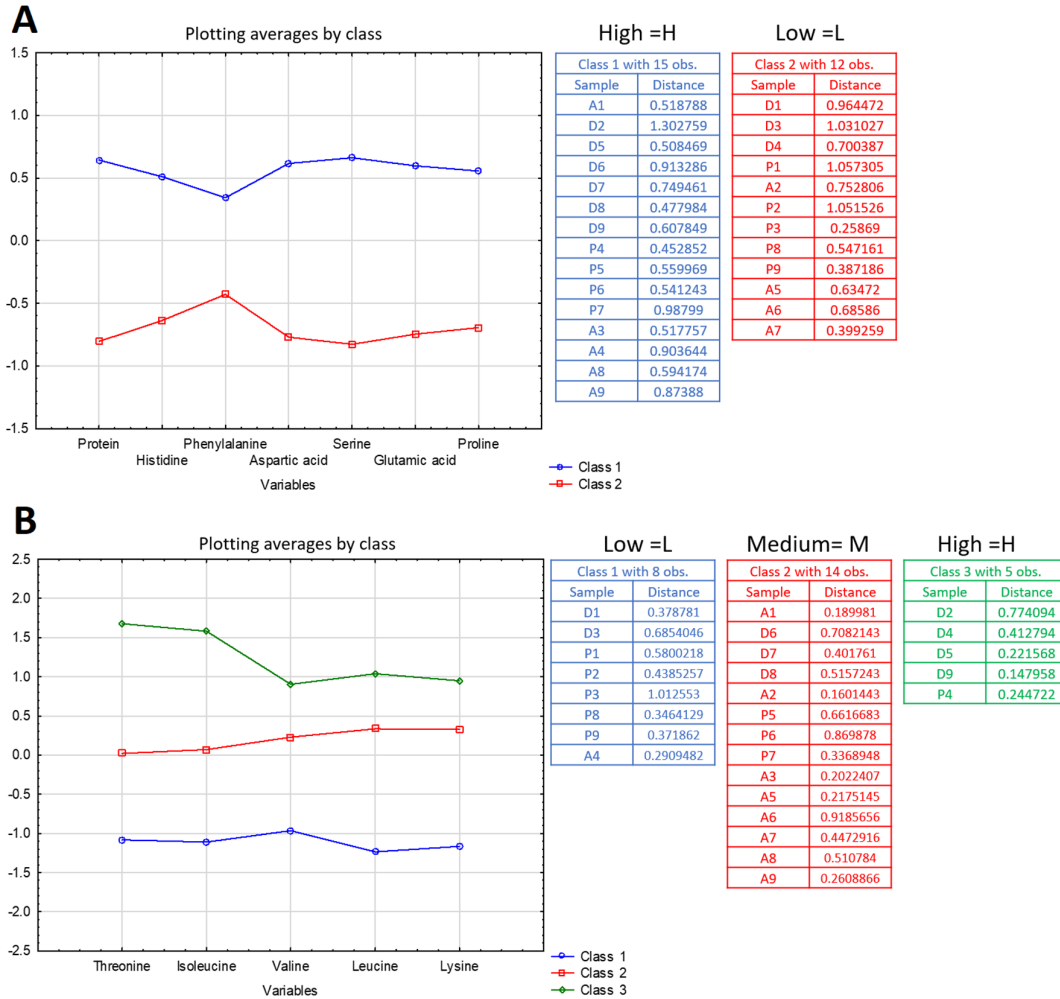 A
Plotting averages by class
1.5
1.0
0.5
0.0
-0.5
-1.0
-1.5
Protein
Histidine
Phenylalanine
Aspartic acid
Serine
Glutamic acid
Proline
Variables
Class 1
Class 2
High =H
Class 1 with 15 obs.
Sample Distance
A1 0.518788
D2 1.302759
D5 0.508469
D6 0.913286
D7 0.749461
D8 0.477984
D9 0.607849
P4 0.452852
P5 0.559969
P6 0.541243
P7 0.98799
A3 0.517757
A4 0.903644
A8 0.594174
A9 0.87388
Low =L
Class 2 with 12 obs.
Sample Distance
D1 0.964472
D3 1.031027
D4 0.700387
P1 1.057305
A2 0.752806
P2 1.051526
P3 0.25869
P8 0.547161
P9 0.387186
A5 0.63472
A6 0.68586
A7 0.399259
B
Plotting averages by class
2.5
2.0
1.5
1.0
0.5
0.0
-0.5
-1.0
-1.5
-2.0
-2.5
Threonine
Isoleucine
Valine
Leucine
Lysine
Variables
Class 1
Class 2
Class 3
Low =L
Class 1 with 8 obs.
Sample Distance
D1 0.378781
D3 0.6854046
P1 0.5800218
P2 0.4385257
P3 1.012553
P8 0.3464129
P9 0.371862
A4 0.2909482
Medium= M
Class 2 with 14 obs.
Sample Distance
A1 0.189981
D6 0.7082143
D7 0.401761
D8 0.5157243
A2 0.1601443
P5 0.6616683
P6 0.869878
P7 0.3368948
A3 0.2022407
A5 0.2175145
A6 0.9185656
A7 0.4472916
A8 0.510784
A9 0.2608866
High =H
Class 3 with 5 obs.
Sample Distance
D2 0.774094
D4 0.412794
D5 0.221568
D9 0.147958
P4 0.244722